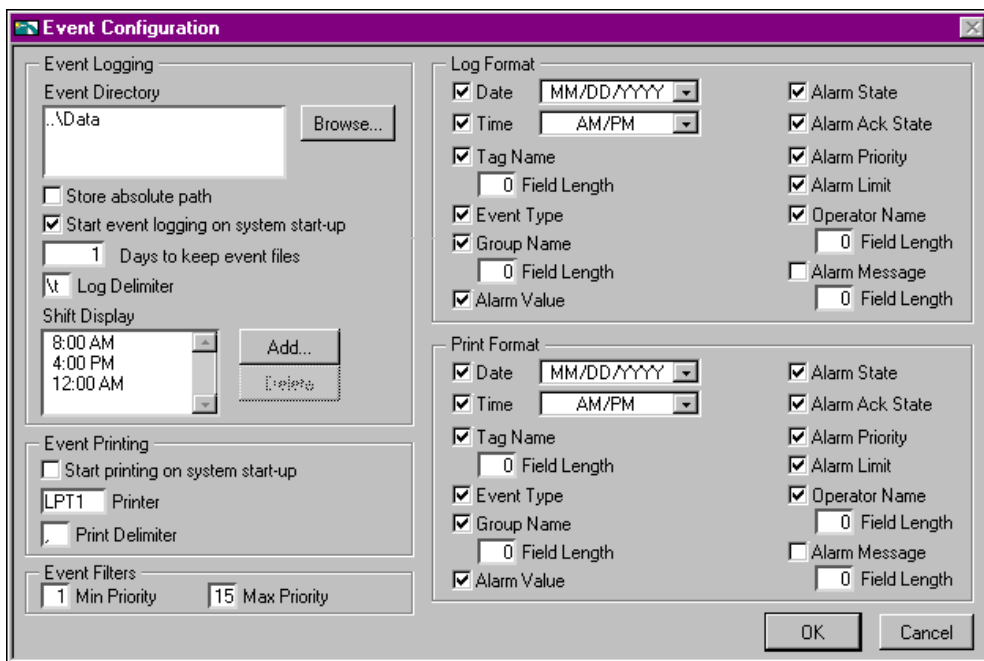 Event Configuration
Event Logging
Event Directory
..\Data
Browse...
Store absolute path
Start event logging on system start-up
1 Days to keep event files
\t Log Delimiter
Shift Display
8:00 AM
4:00 PM
12:00 AM
Add...
Delete
Event Printing
Start printing on system start-up
LPT1 Printer
, Print Delimiter
Event Filters
1 Min Priority 15 Max Priority
Log Format
Date MM/DD/YYYY
Time AM/PM
Tag Name
0 Field Length
Event Type
Group Name
0 Field Length
Alarm Value
Alarm State
Alarm Ack State
Alarm Priority
Alarm Limit
Operator Name
0 Field Length
Alarm Message
0 Field Length
Print Format
Date MM/DD/YYYY
Time AM/PM
Tag Name
0 Field Length
Event Type
Group Name
0 Field Length
Alarm Value
Alarm State
Alarm Ack State
Alarm Priority
Alarm Limit
Operator Name
0 Field Length
Alarm Message
0 Field Length
OK
Cancel